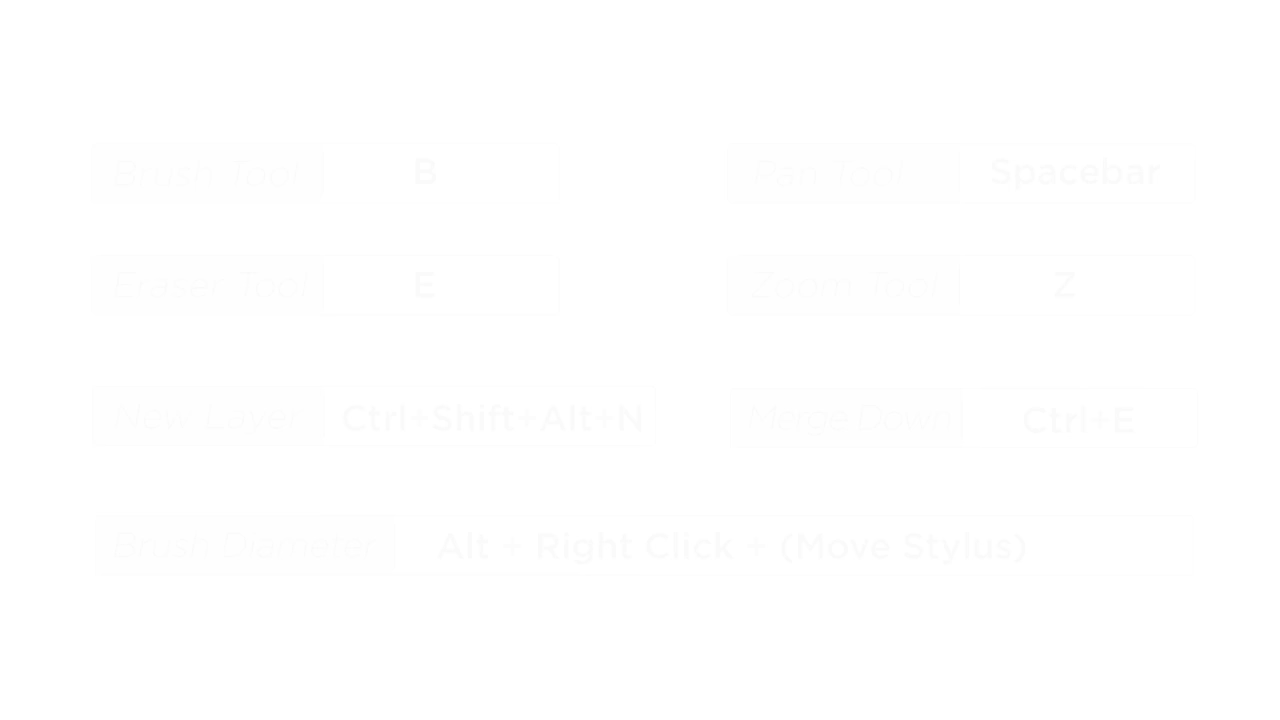 Brush Tool B
Pan Tool Spacebar
Eraser Tool E
Zoom Tool Z
New Layer Ctrl+Shift+Alt+N
Merge Down Ctrl+E
Brush Diameter Alt + Right Click + (Move Stylus)